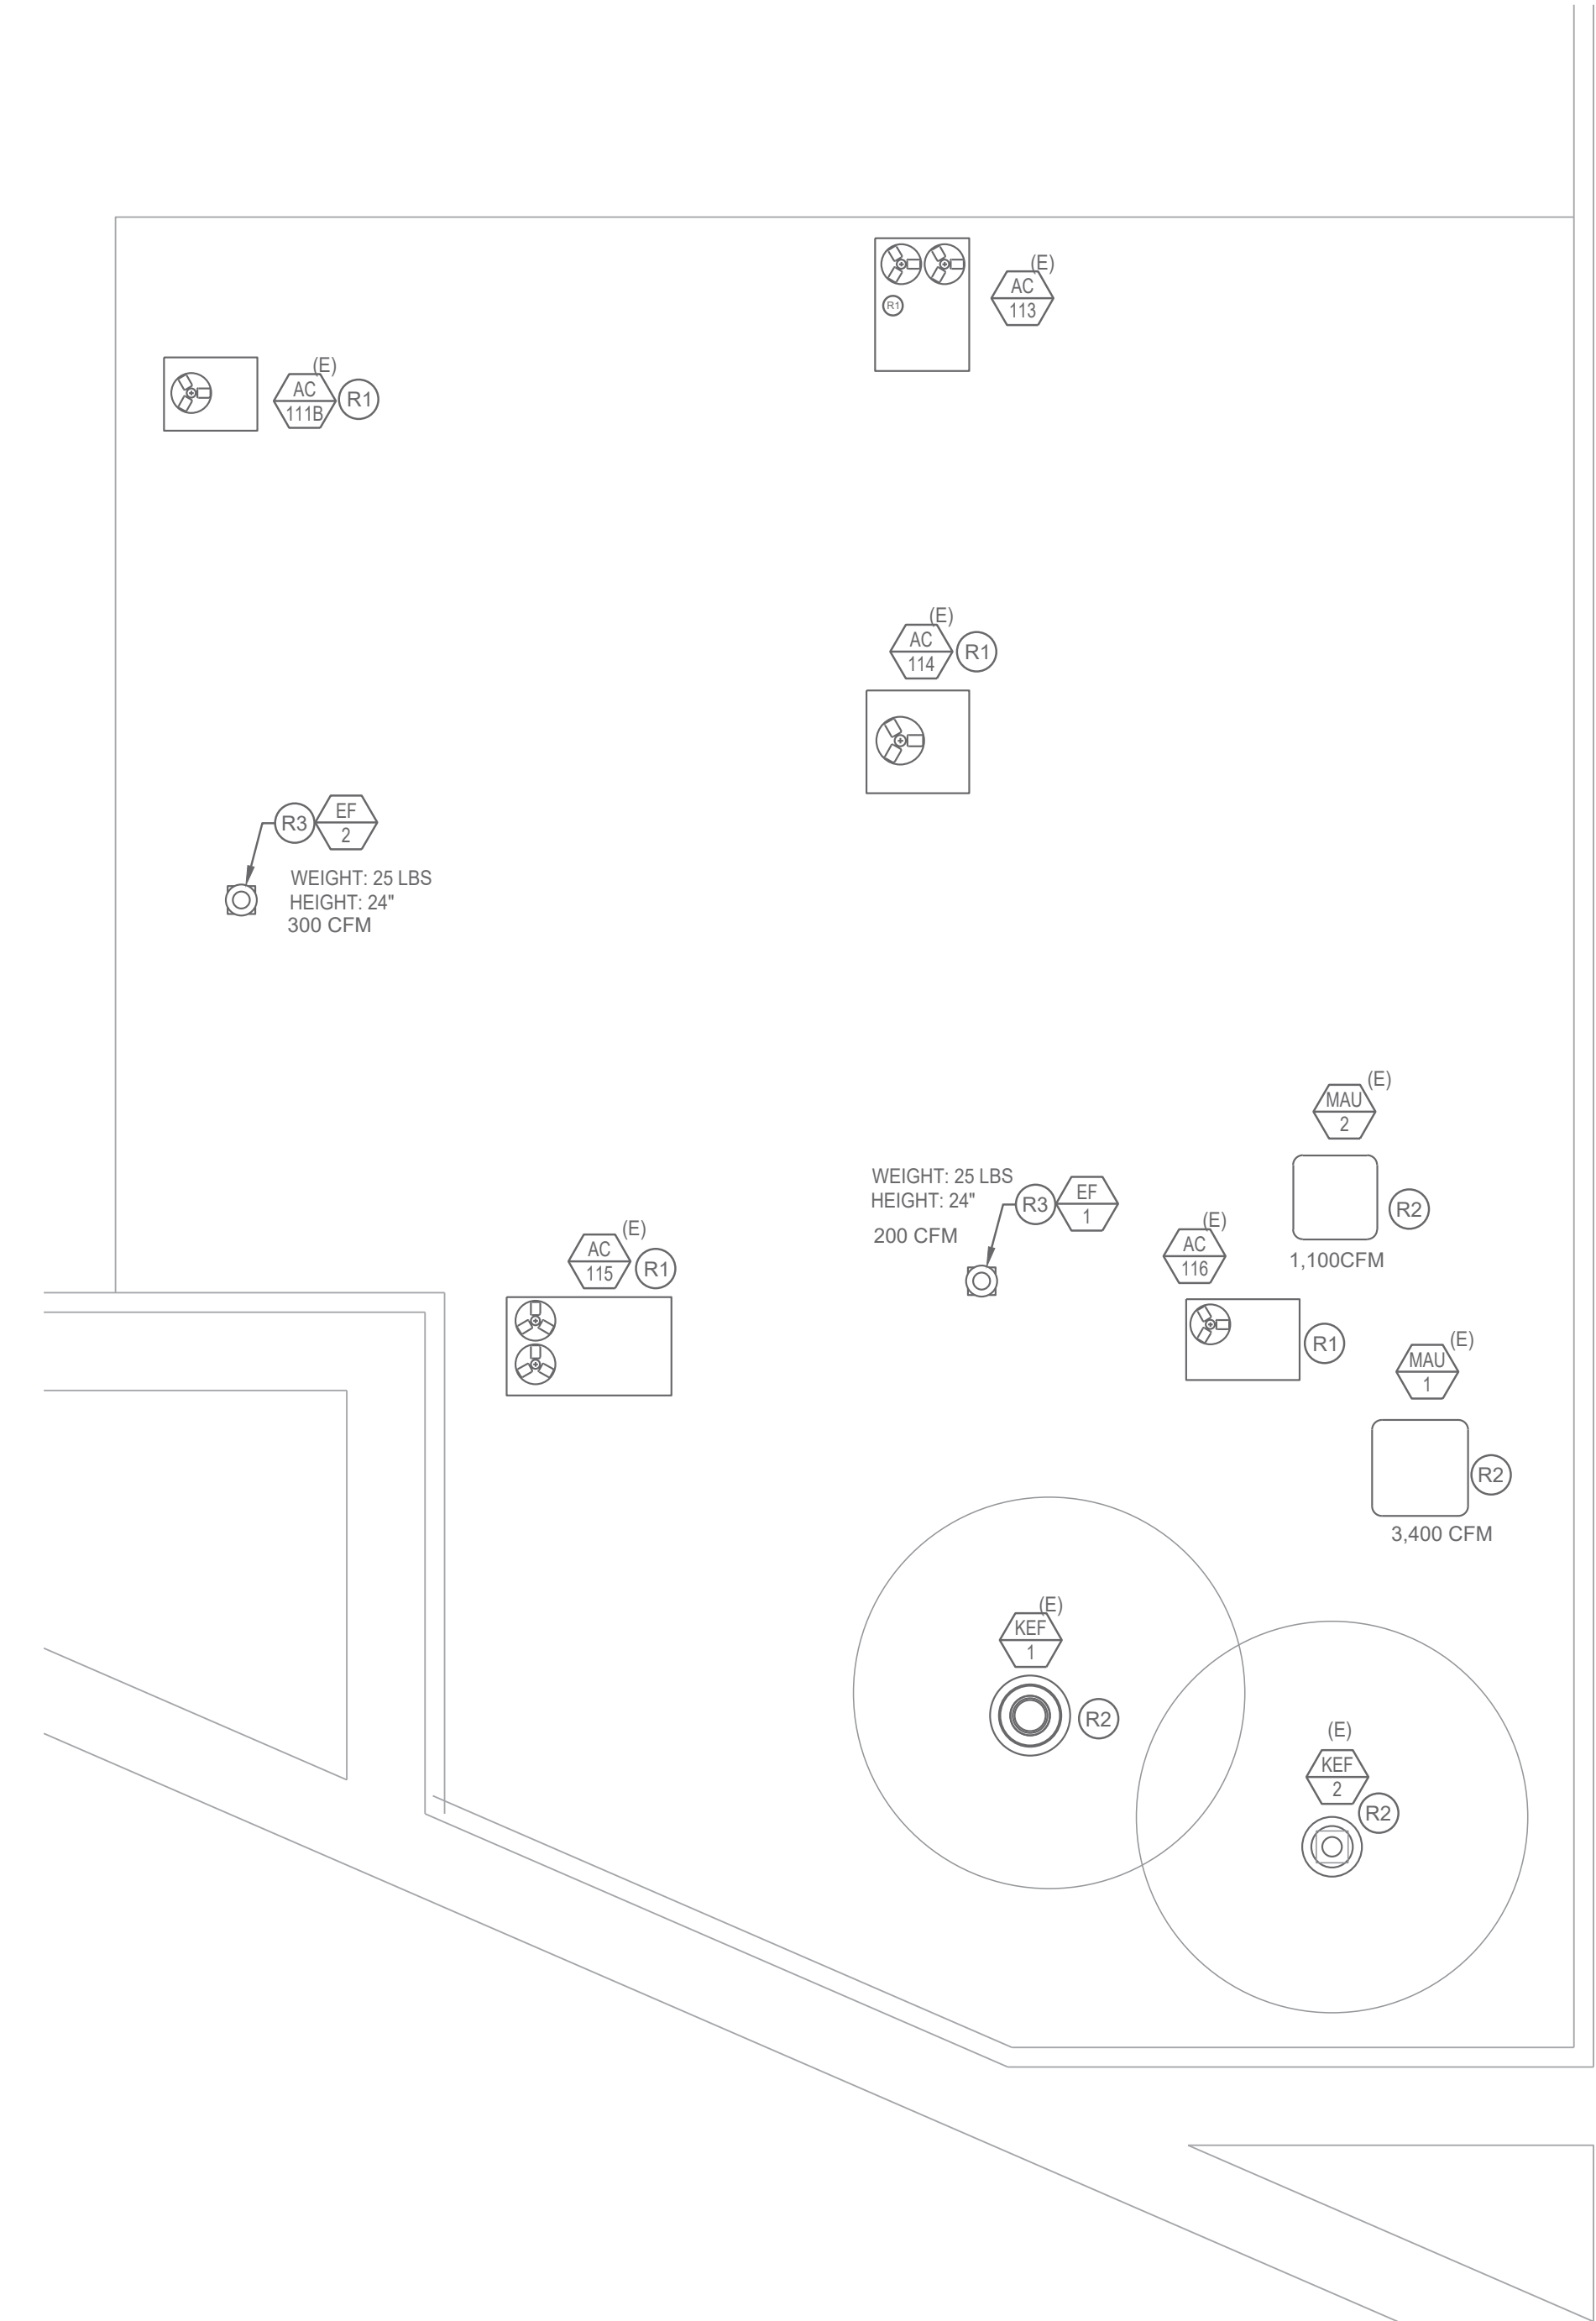 (E)
AC
113
R1
(E)
AC
111B
R1
(E)
AC
114
R1
R3
EF
2
WEIGHT: 25 LBS
HEIGHT: 24"
300 CFM
(E)
MAU
2
R2
1,100CFM
WEIGHT: 25 LBS
HEIGHT: 24"
200 CFM
R3
EF
1
(E)
AC
116
R1
(E)
AC
115
R1
(E)
MAU
1
R2
3,400 CFM
(E)
KEF
1
R2
(E)
KEF
2
R2